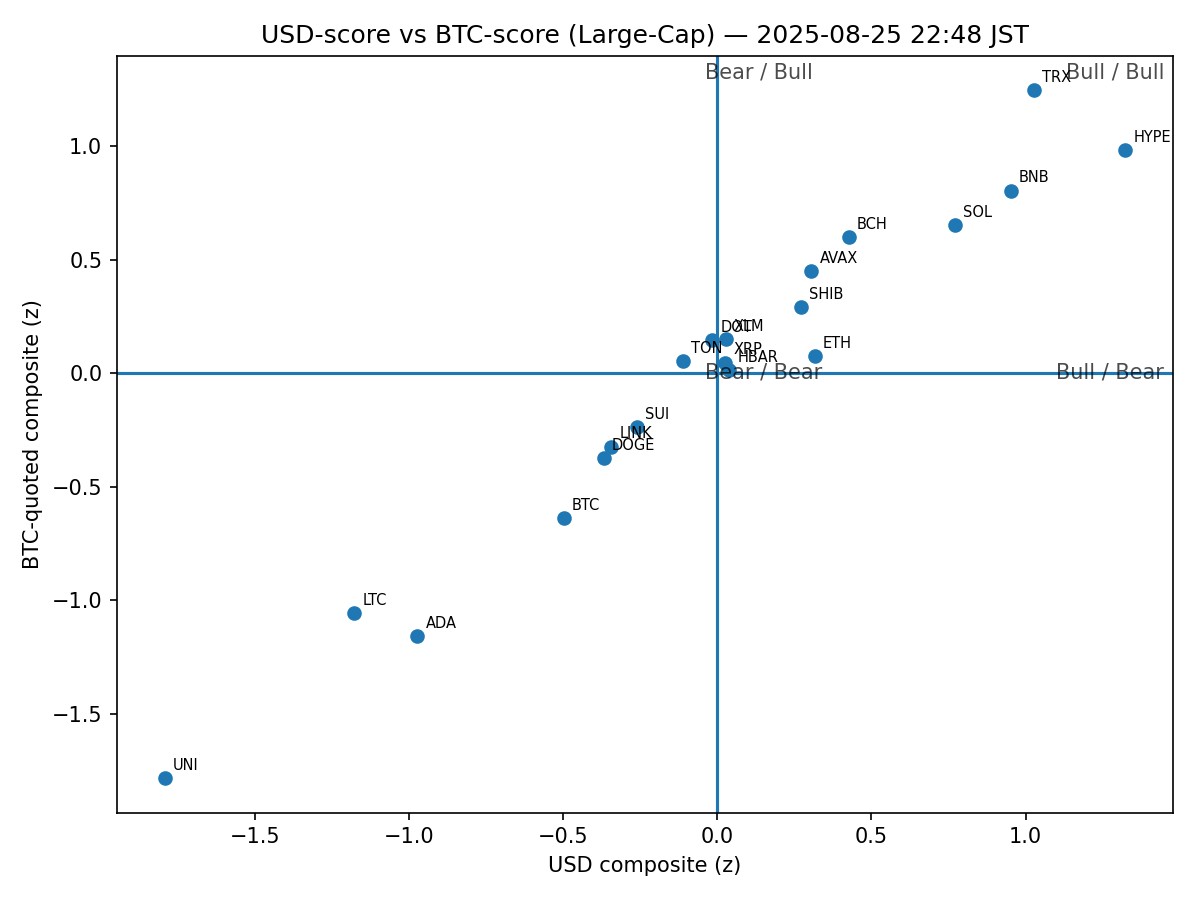 USD-score vs BTC-score (Large-Cap) — 2025-08-25 22:48 JST
Bear / Bull
Bull / Bull
TRX
HYPE
BNB
SOL
BCH
AVAX
SHIB
DOT
XLM
ETH
TON
XRP
HBAR
Bear / Bear
Bull / Bear
SUI
LINK
DOGE
BTC
LTC
ADA
UNI
1.0
0.5
0.0
−0.5
−1.0
−1.5
BTC-quoted composite (z)
−1.5
−1.0
−0.5
0.0
0.5
1.0
USD composite (z)